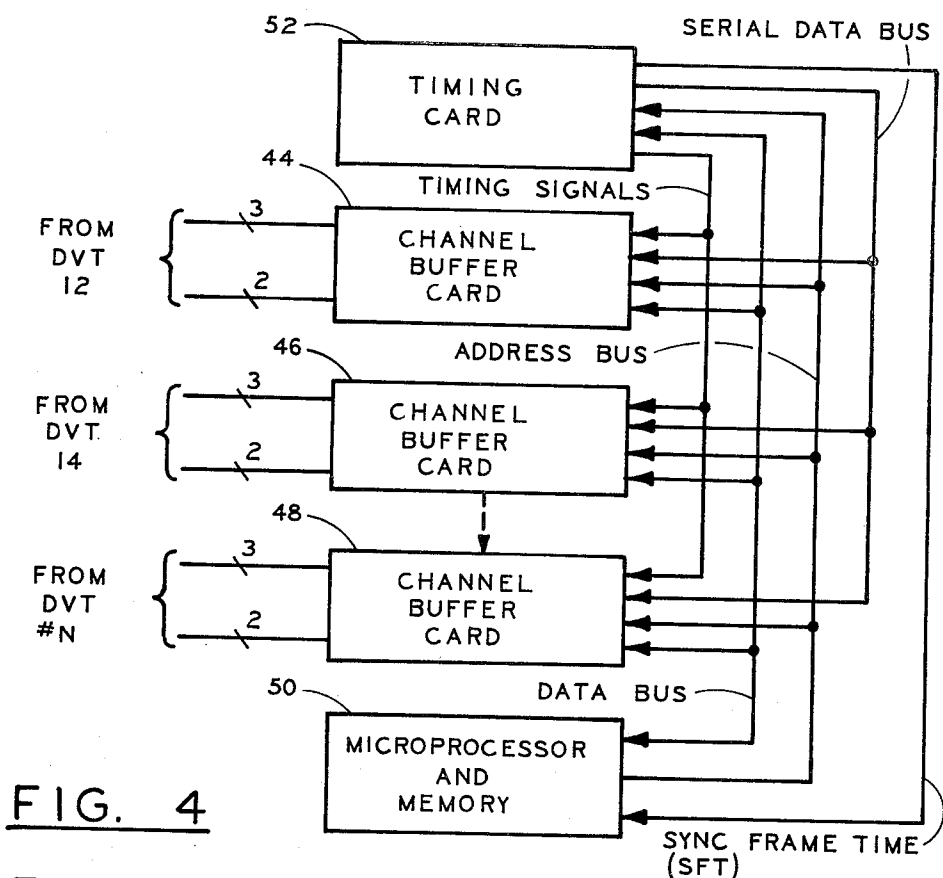 52
SERIAL DATA BUS
TIMING
CARD
44
TIMING SIGNALS
3
FROM
DVT
12
2
CHANNEL
BUFFER
CARD
46
ADDRESS BUS
3
FROM
DVT
14
2
CHANNEL
BUFFER
CARD
48
3
FROM
DVT
#N
2
CHANNEL
BUFFER
CARD
50
DATA BUS
MICROPROCESSOR
AND
MEMORY
FIG. 4
SYNC FRAME TIME
(SFT)